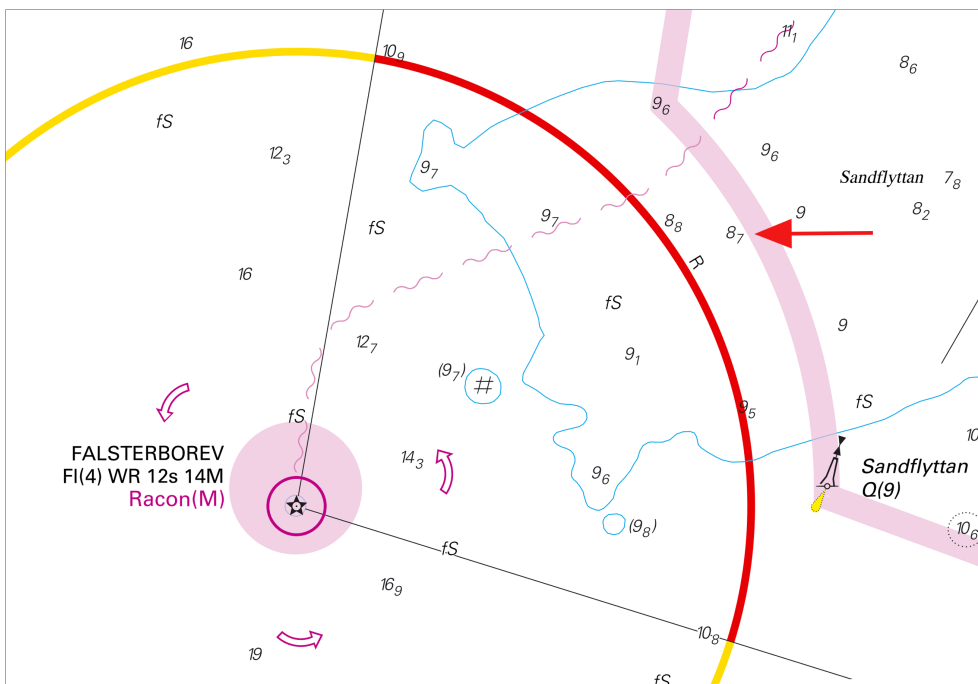 16
10₉
11₁
8₆
9₆
fS
12₃
9₇
9₆
Sandflyttan
7₈
8₂
9
fS
9₇
8₈
8₇
R
16
fS
12₇
9₁
9
(9₇)
#
fS
9₅
fS
10
FALSTERBOREV
Fl(4) WR 12s 14M
Racon(M)
14₃
9₆
Sandflyttan
Q(9)
(9₈)
10₆
fS
16₉
19
10₈
fS